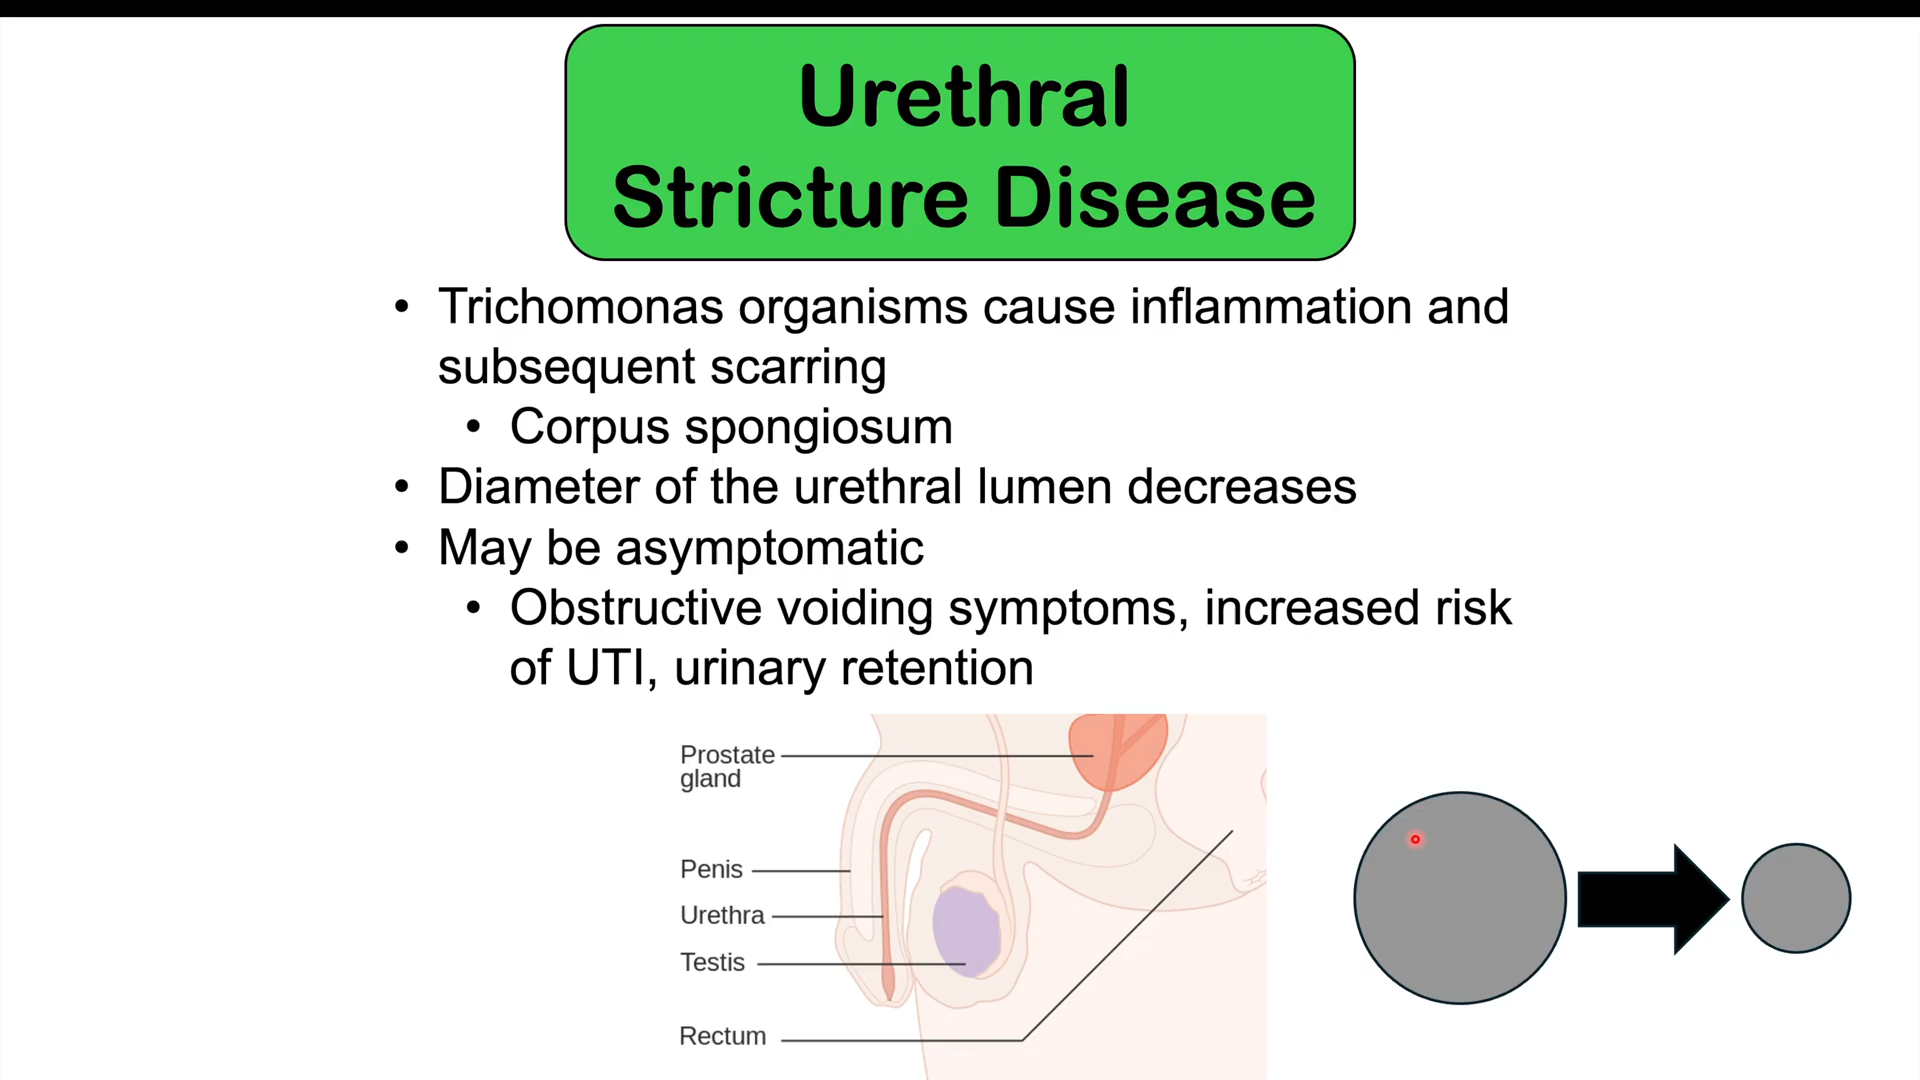 Urethral
Stricture Disease
• Trichomonas organisms cause inflammation and
subsequent scarring
• Corpus spongiosum
• Diameter of the urethral lumen decreases
• May be asymptomatic
• Obstructive voiding symptoms, increased risk
of UTI, urinary retention
Prostate
gland
Penis
Urethra
Testis
Rectum